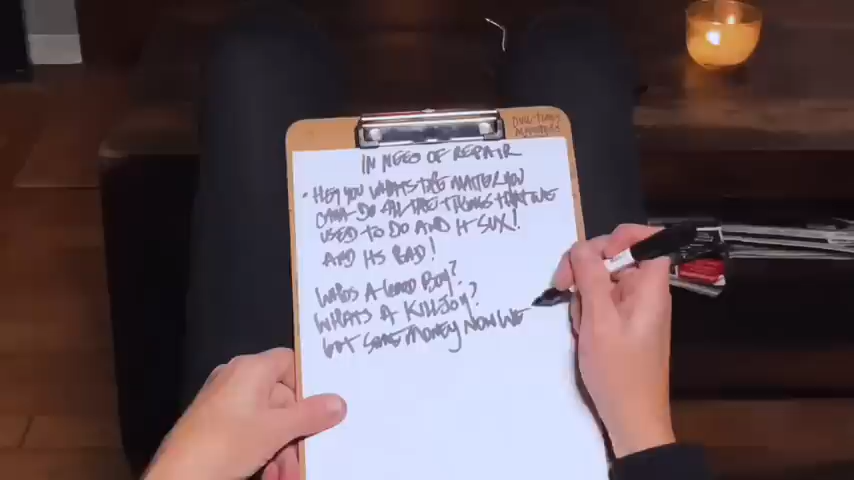 IN NEED OF REPAIR
• HEY YOU WHATS THE MATTER YOU
CANT DO ALL THE THINGS THAT WE
USED TO DO AND IT SUX!
AND ITS BAD!
WHOS A GOOD BOY?
WHATS A KILLJOY?
GOT SOME MONEY NOW WE